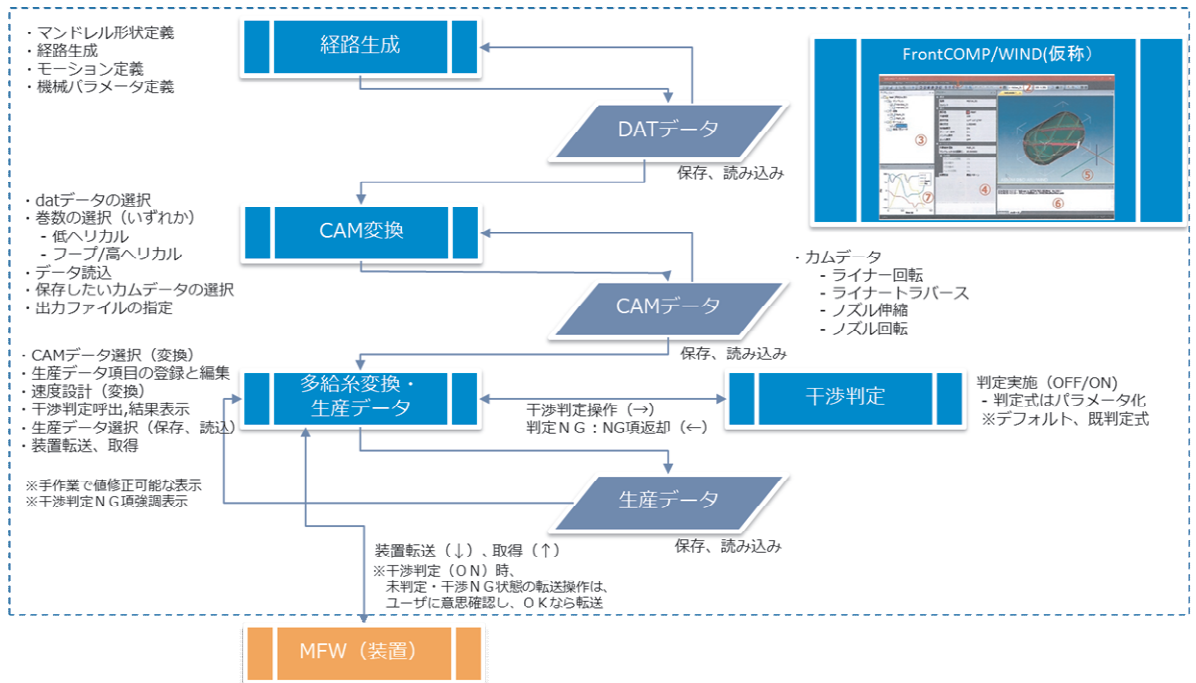 ・マンドレル形状定義
・経路生成
・モーション定義
・機械パラメータ定義
経路生成
DATデータ
保存、読み込み
FrontCOMP/WIND(仮称）
③
④
⑤
⑥
⑦
・datデータの選択
・巻数の選択（いずれか）
- 低ヘリカル
- フープ/高ヘリカル
・データ読込
・保存したいカムデータの選択
・出力ファイルの指定
CAM変換
CAMデータ
保存、読み込み
・カムデータ
- ライナー回転
- ライナートラバース
- ノズル伸縮
- ノズル回転
・CAMデータ選択（変換）
・生産データ項目の登録と編集
・速度設計（変換）
・干渉判定呼出,結果表示
・生産データ選択（保存、読込）
・装置転送、取得
※手作業で値修正可能な表示
※干渉判定ＮＧ項強調表示
多給糸変換・
生産データ
干渉判定操作（→）
判定ＮＧ：NG項返却（←）
干渉判定
判定実施（OFF/ON)
- 判定式はパラメータ化
※デフォルト、既判定式
生産データ
保存、読み込み
装置転送（↓）、取得（↑）
※干渉判定（ＯＮ）時、
未判定・干渉ＮＧ状態の転送操作は、
ユーザに意思確認し、ＯＫなら転送
MFW（装置）